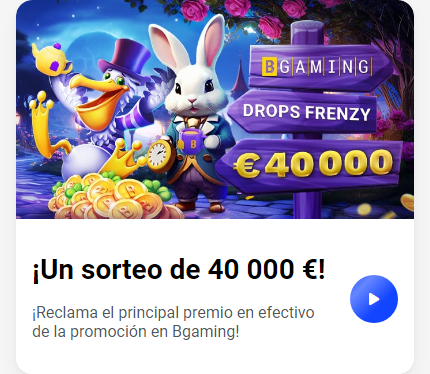 BGAMING
DROPS FRENZY
€40 000
B
¡Un sorteo de 40 000 €!
¡Reclama el principal premio en efectivo
de la promoción en Bgaming!